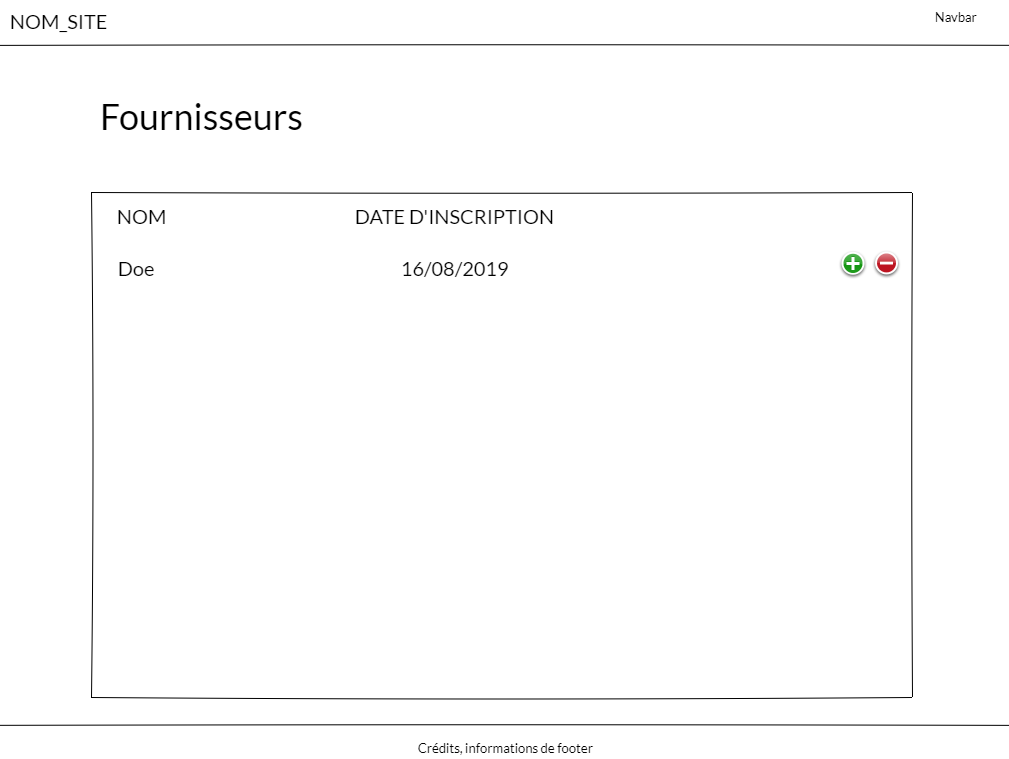 NOM_SITE
Navbar
Fournisseurs
NOM DATE D'INSCRIPTION
Doe 16/08/2019
Crédits, informations de footer